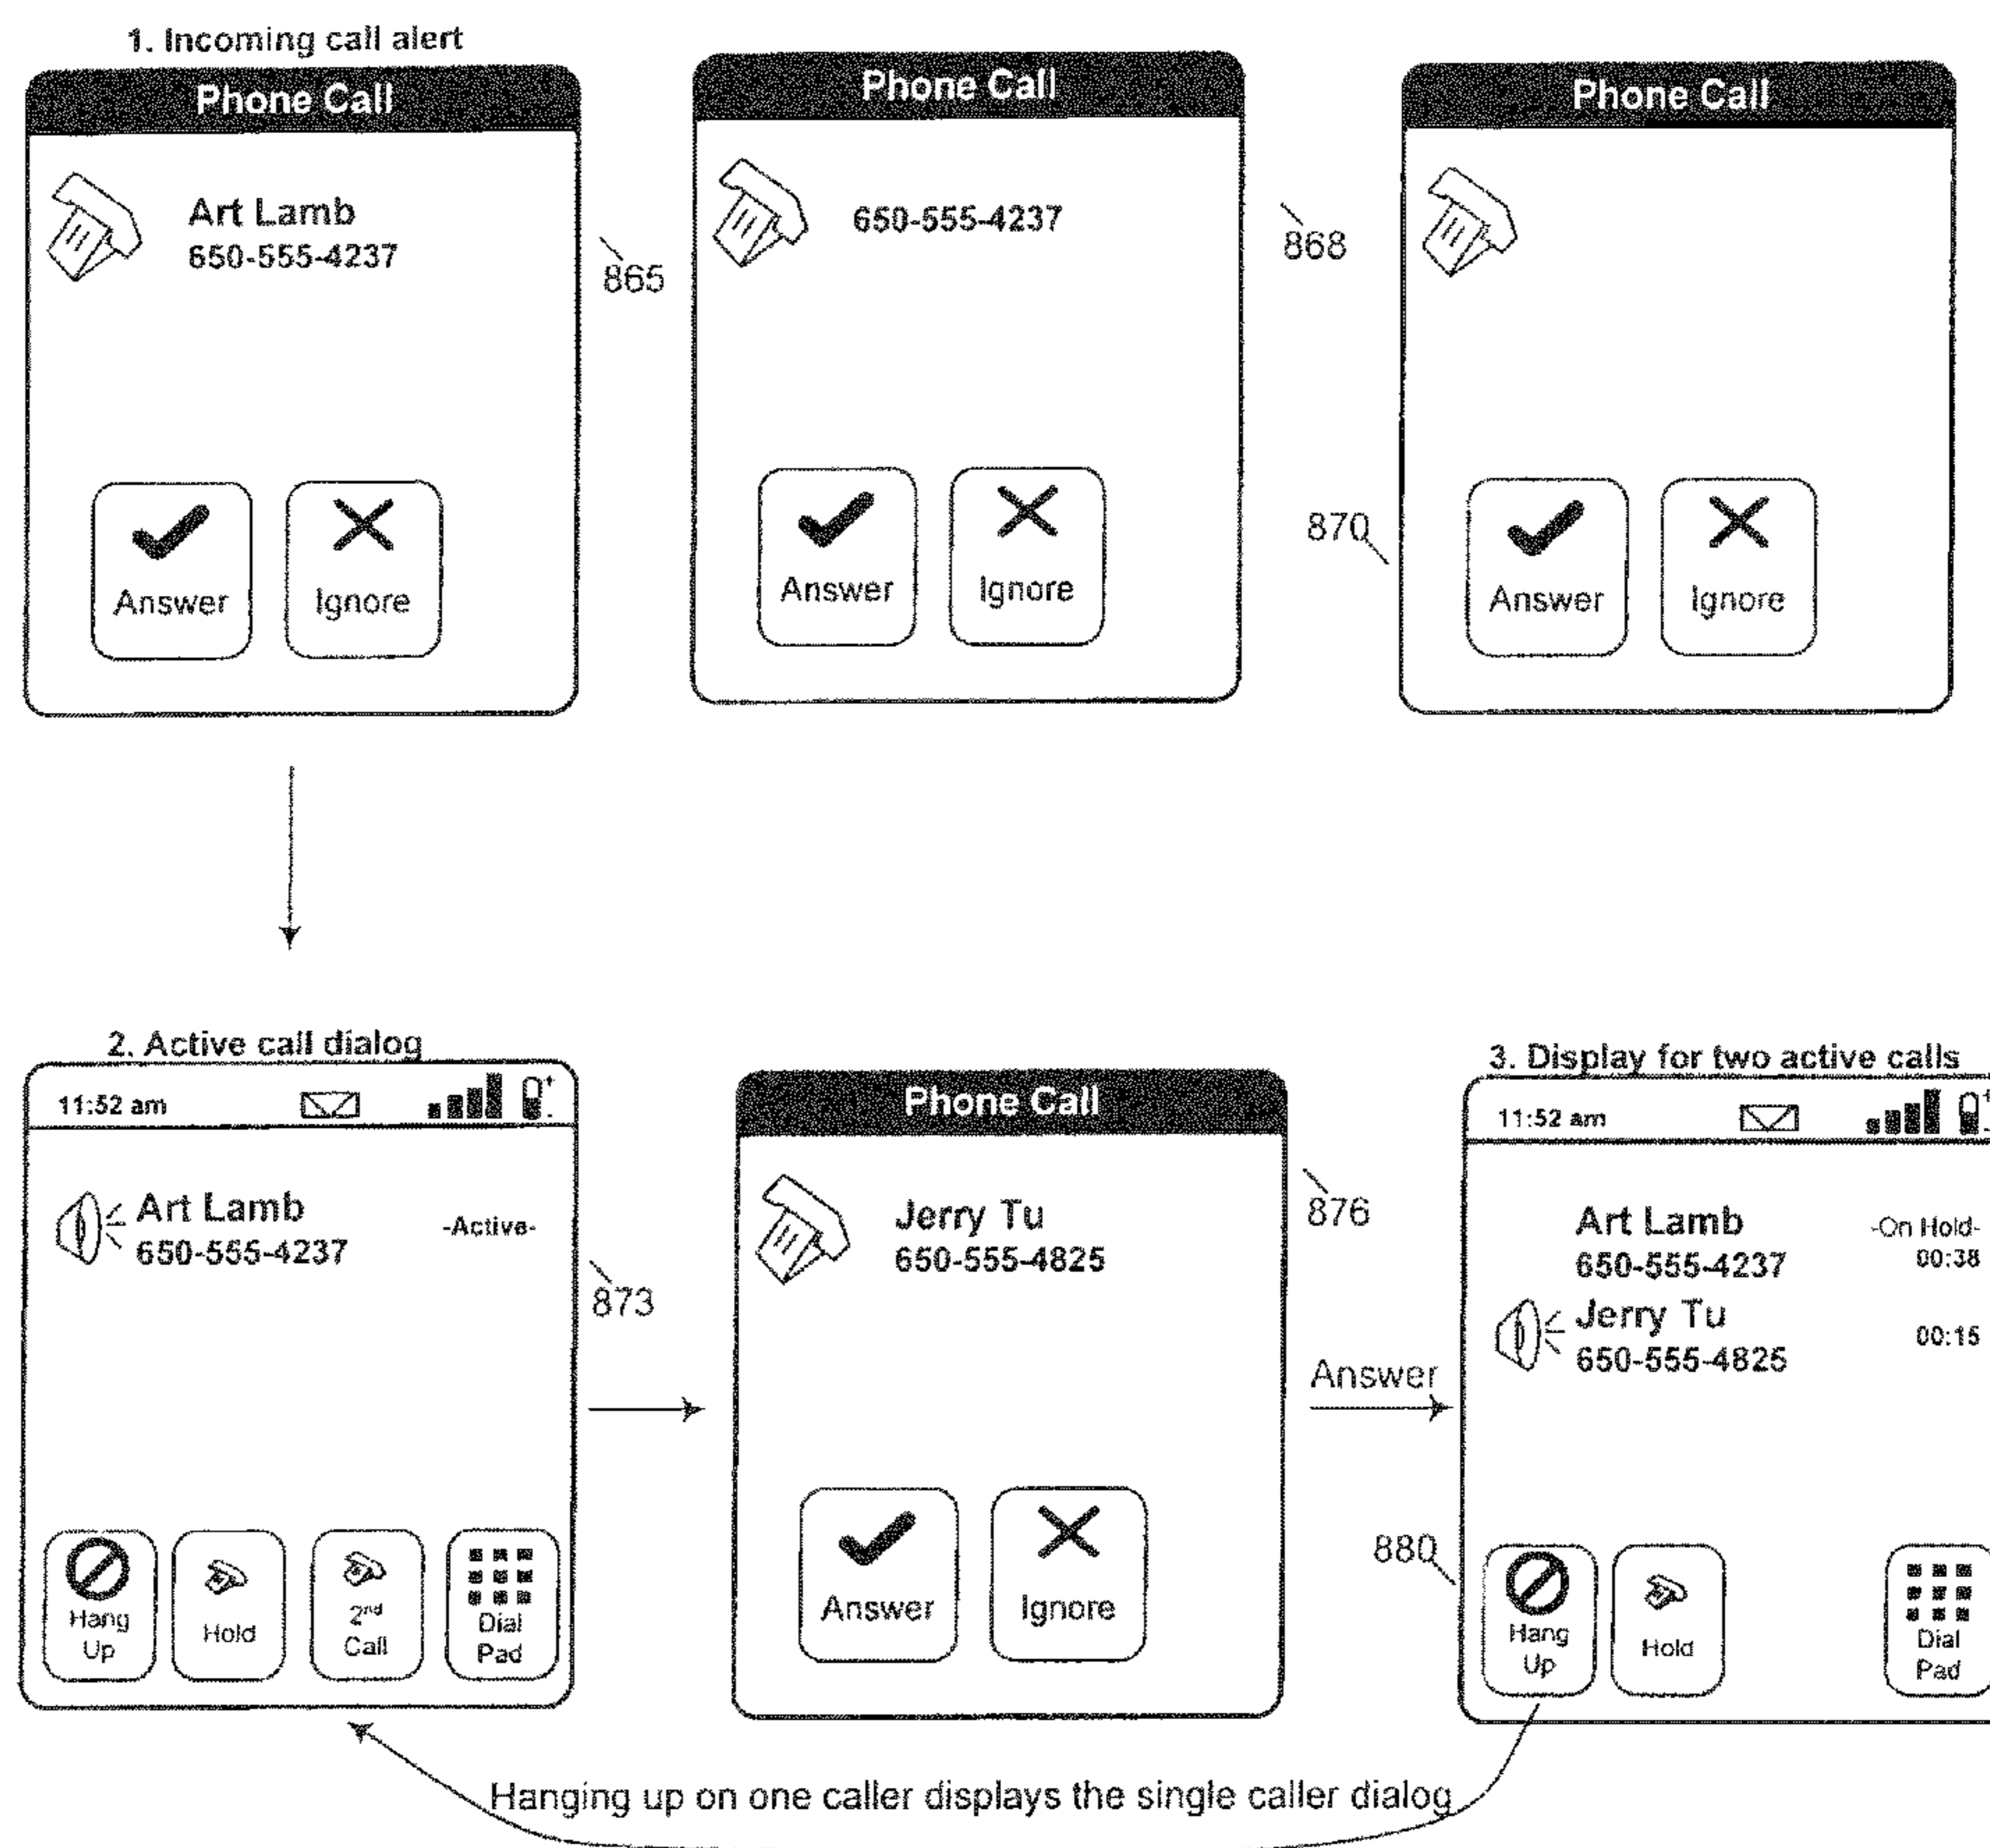 1. Incoming call alert
Phone Call
Art Lamb
650-555-4237
Answer
Ignore
865
Phone Call
650-555-4237
Answer
Ignore
868
Phone Call
870
Answer
Ignore
2. Active call dialog
11:52 am
Art Lamb
-Active-
650-555-4237
Hang
Up
Hold
2nd
Call
Dial
Pad
873
Phone Call
Jerry Tu
650-555-4825
Answer
Ignore
876
Answer
3. Display for two active calls
11:52 am
Art Lamb
-On Hold-
650-555-4237
00:38
Jerry Tu
00:15
650-555-4825
880
Hang
Up
Hold
Dial
Pad
Hanging up on one caller displays the single caller dialog